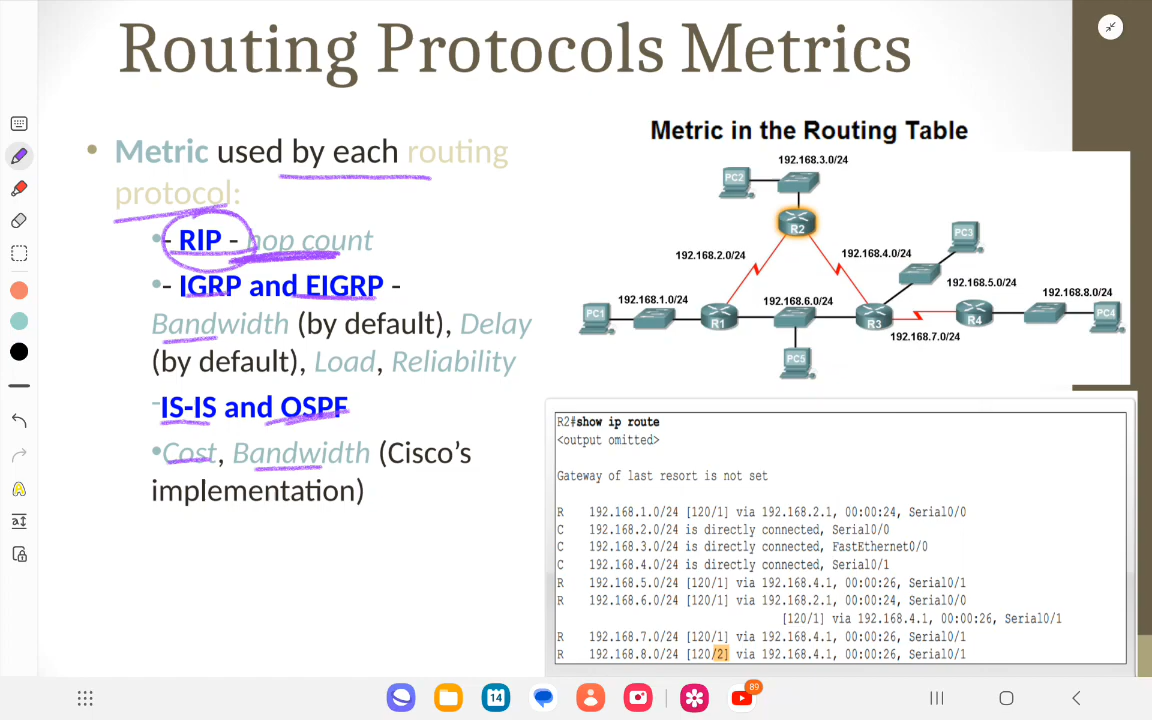 Routing Protocols Metrics
• Metric used by each routing
protocol:
•- RIP - hop count
•- IGRP and EIGRP -
Bandwidth (by default), Delay
(by default), Load, Reliability
-IS-IS and OSPF
•Cost, Bandwidth (Cisco’s
implementation)
Metric in the Routing Table
192.168.3.0/24
PC2
R2
PC3
192.168.2.0/24
192.168.4.0/24
192.168.5.0/24
192.168.1.0/24
192.168.6.0/24
192.168.8.0/24
PC1
R1
R3
R4
PC4
192.168.7.0/24
PC5
R2#show ip route
<output omitted>
Gateway of last resort is not set
R 192.168.1.0/24 [120/1] via 192.168.2.1, 00:00:24, Serial0/0
C 192.168.2.0/24 is directly connected, Serial0/0
C 192.168.3.0/24 is directly connected, FastEthernet0/0
C 192.168.4.0/24 is directly connected, Serial0/1
R 192.168.5.0/24 [120/1] via 192.168.4.1, 00:00:26, Serial0/1
R 192.168.6.0/24 [120/1] via 192.168.2.1, 00:00:24, Serial0/0
[120/1] via 192.168.4.1, 00:00:26, Serial0/1
R 192.168.7.0/24 [120/1] via 192.168.4.1, 00:00:26, Serial0/1
R 192.168.8.0/24 [120/2] via 192.168.4.1, 00:00:26, Serial0/1
14
89